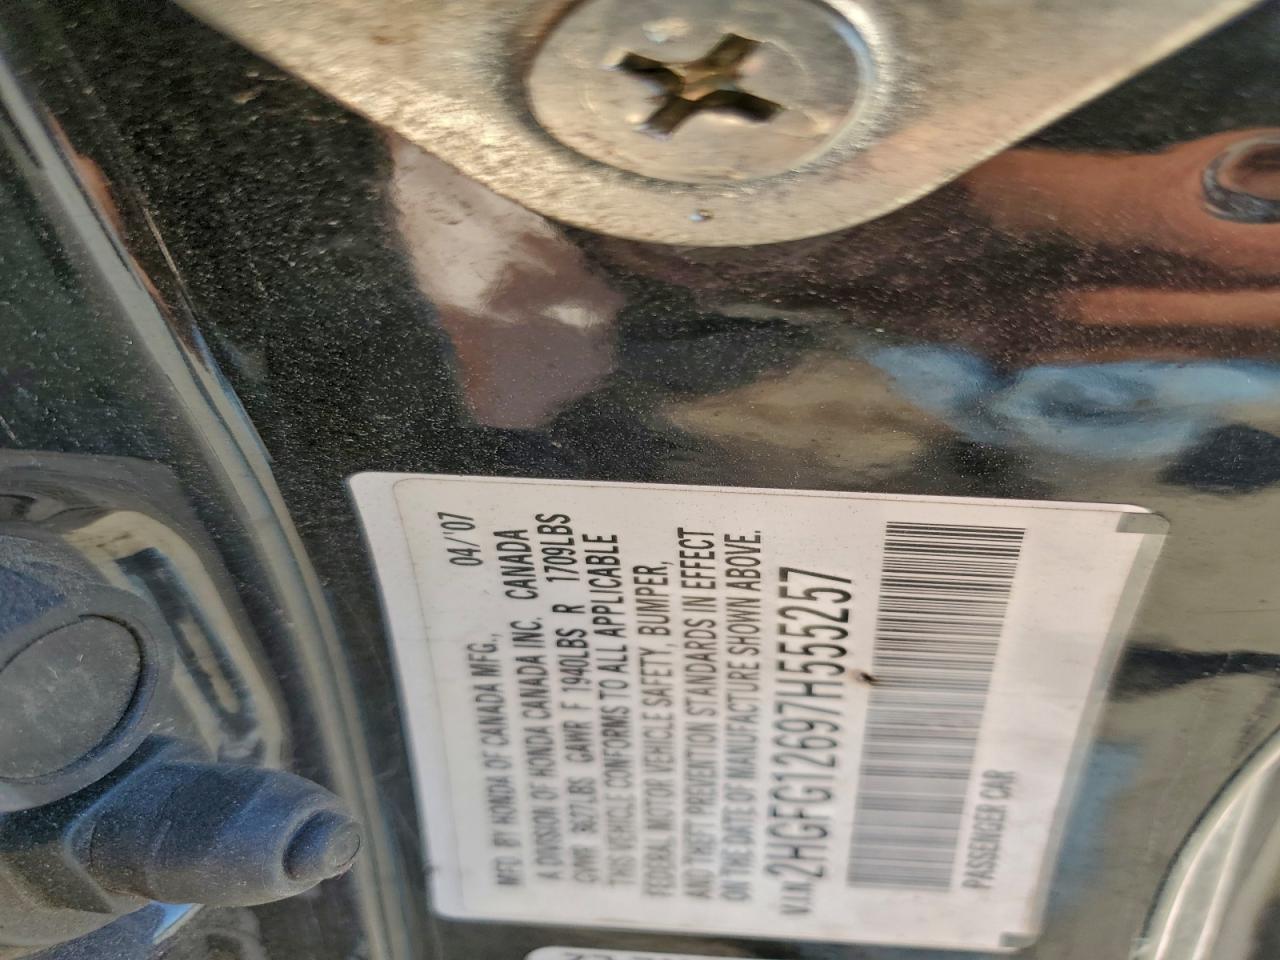 04/'07
MFD. BY HONDA OF CANADA MFG.,
A DIVISION OF HONDA CANADA INC. CANADA
GVWR 3627LBS GAWR F 1940LBS R 1709LBS
THIS VEHICLE CONFORMS TO ALL APPLICABLE
FEDERAL MOTOR VEHICLE SAFETY, BUMPER,
AND THEFT PREVENTION STANDARDS IN EFFECT
ON THE DATE OF MANUFACTURE SHOWN ABOVE.
V.I.N. 2HGFG12697H555257
PASSENGER CAR